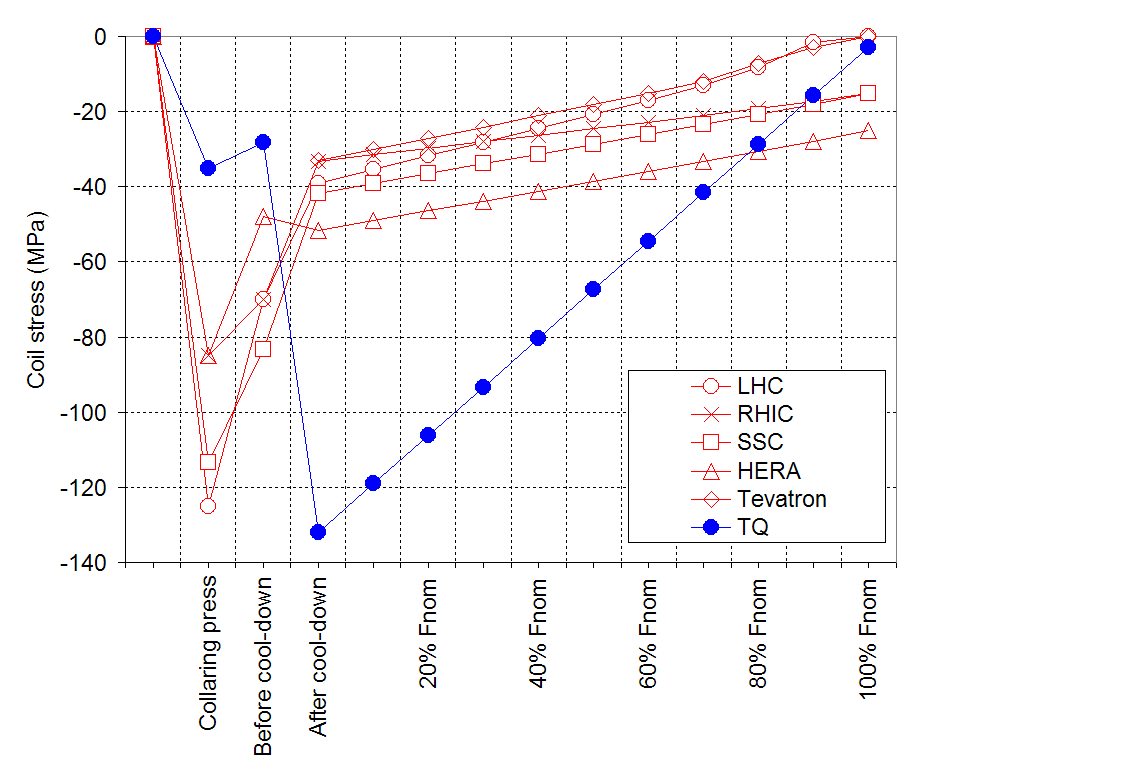 0
-20
-40
-60
-80
-100
-120
-140
Coil stress (MPa)
LHC
RHIC
SSC
HERA
Tevatron
TQ
Collaring press
Before cool-down
After cool-down
20% Fnom
40% Fnom
60% Fnom
80% Fnom
100% Fnom